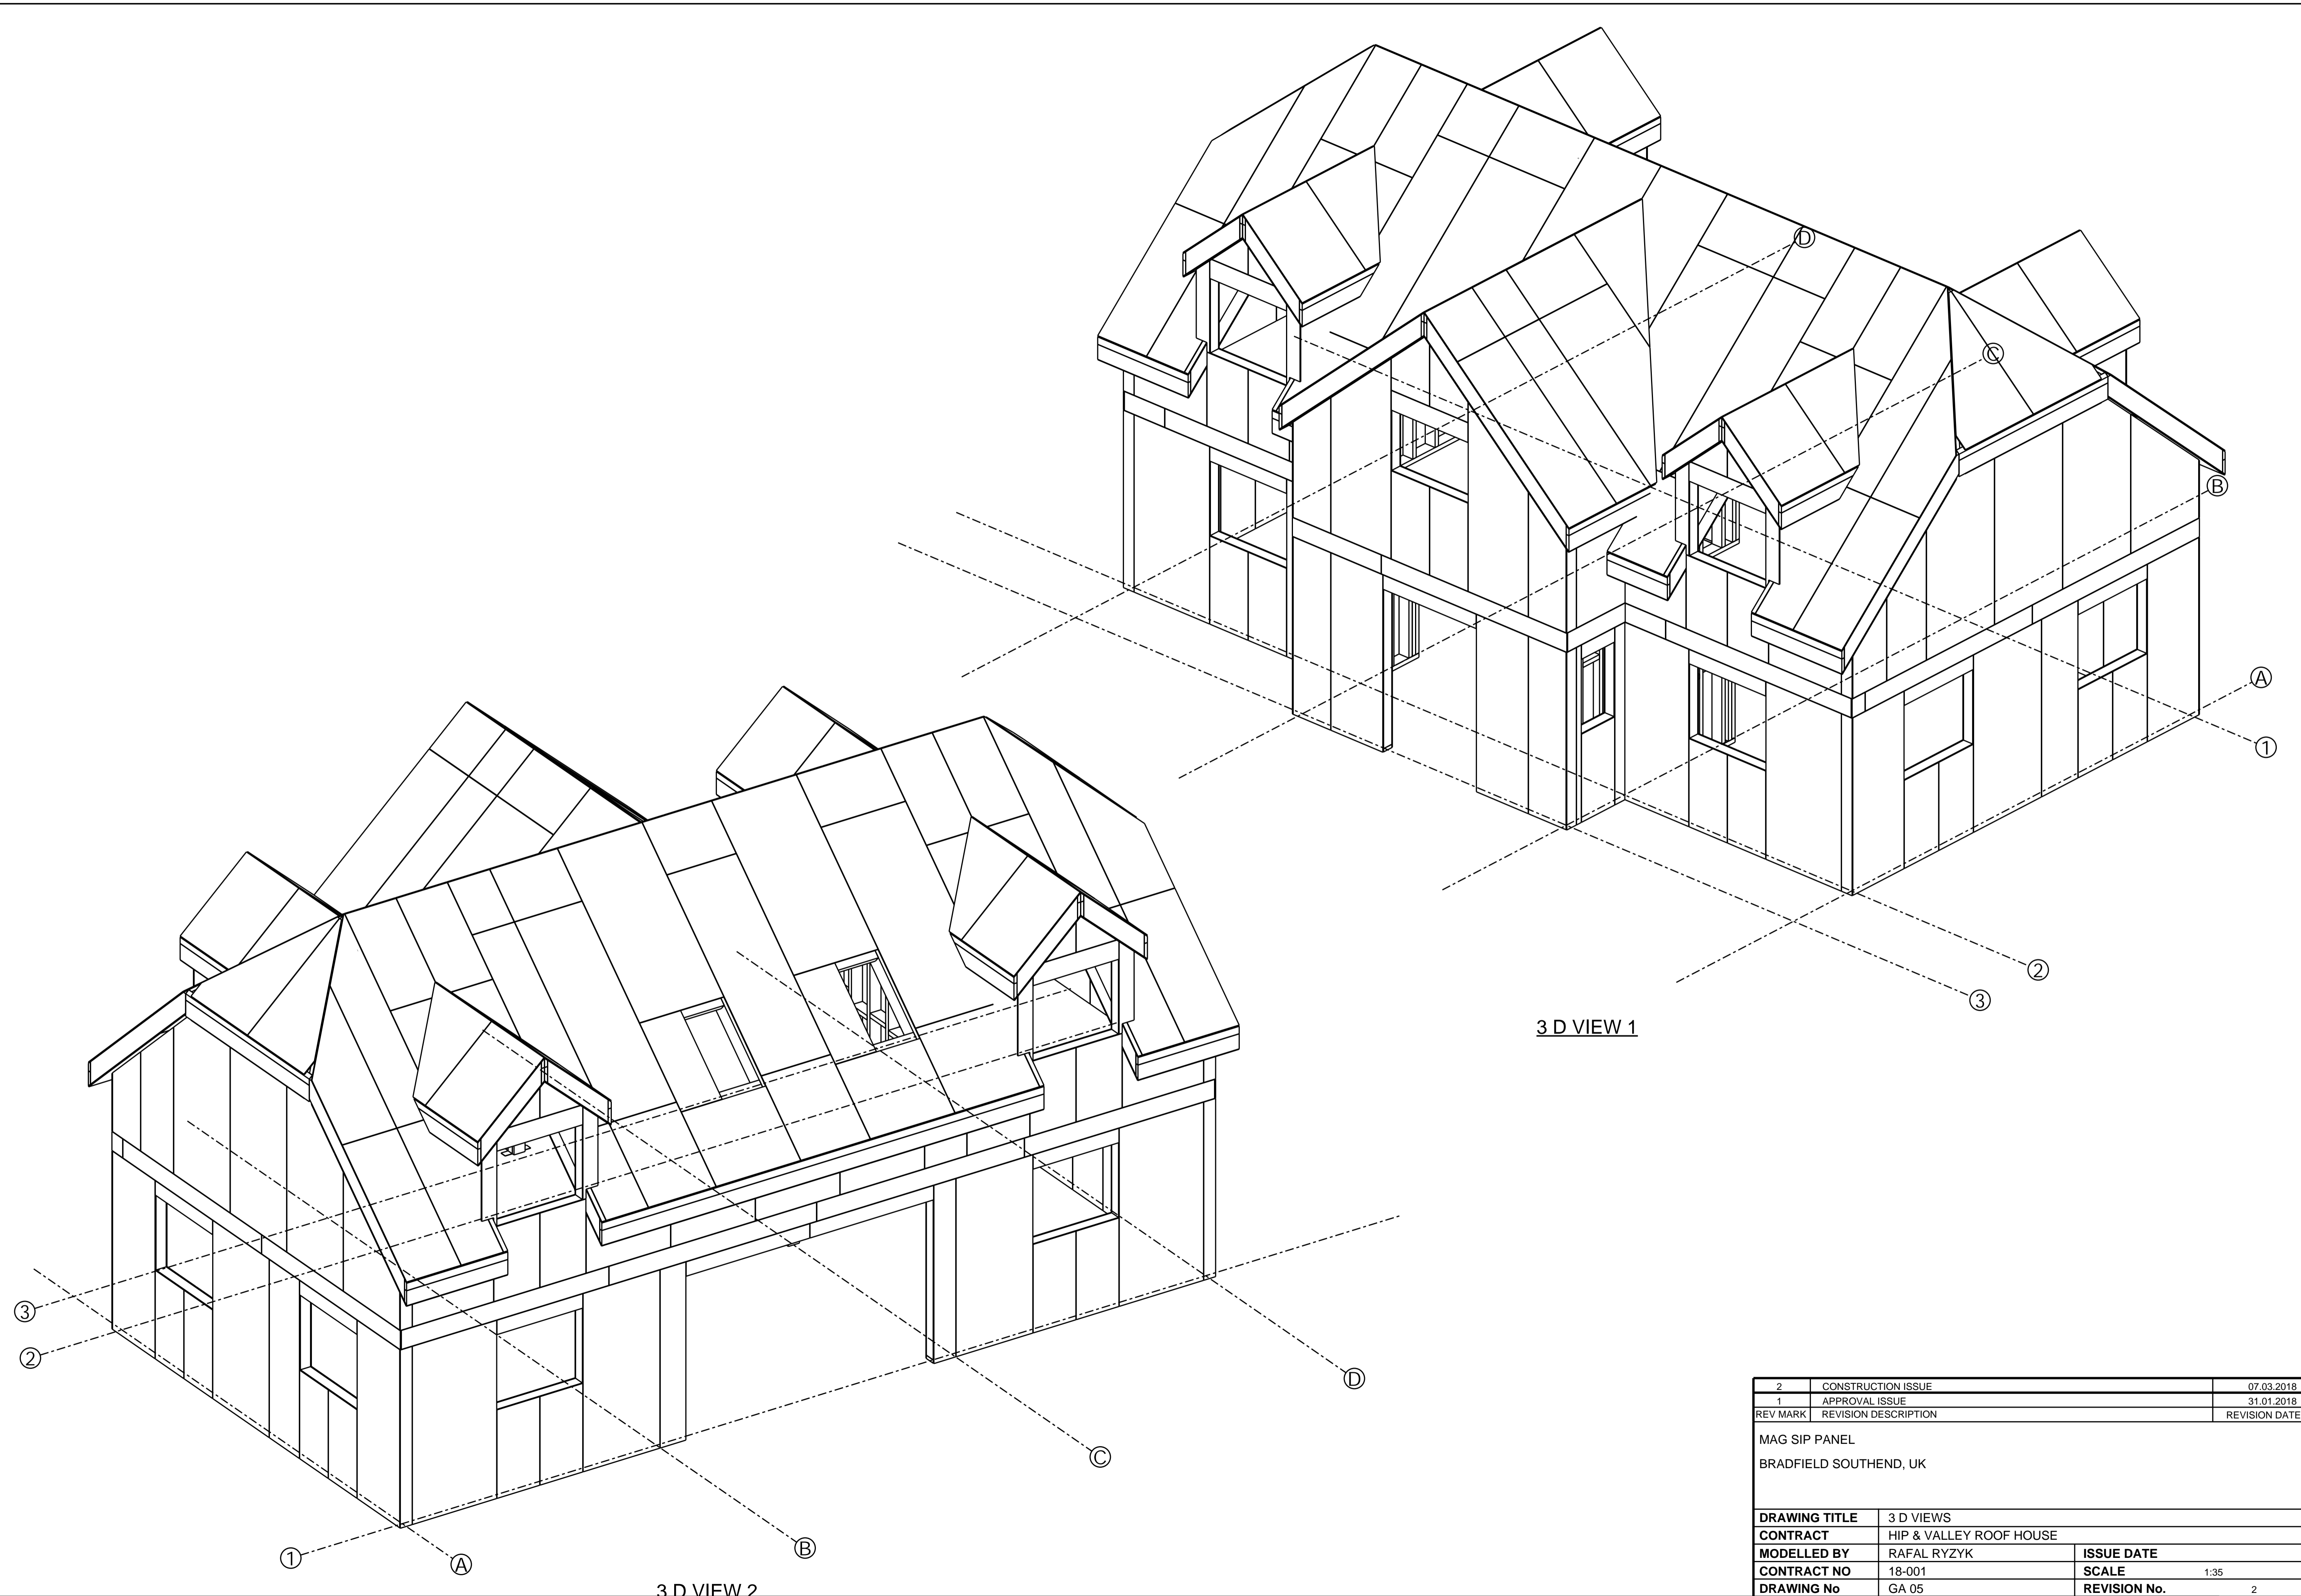 D
C
B
A
1
2
3
3 D VIEW 1
3
2
1
A
B
C
D
3 D VIEW 2
2 CONSTRUCTION ISSUE 07.03.2018
1 APPROVAL ISSUE 31.01.2018
REV MARK REVISION DESCRIPTION REVISION DATE
MAG SIP PANEL
BRADFIELD SOUTHEND, UK
DRAWING TITLE 3 D VIEWS
CONTRACT HIP & VALLEY ROOF HOUSE
MODELLED BY RAFAL RYZYK ISSUE DATE
CONTRACT NO 18-001 SCALE 1:35
DRAWING No GA 05 REVISION No. 2